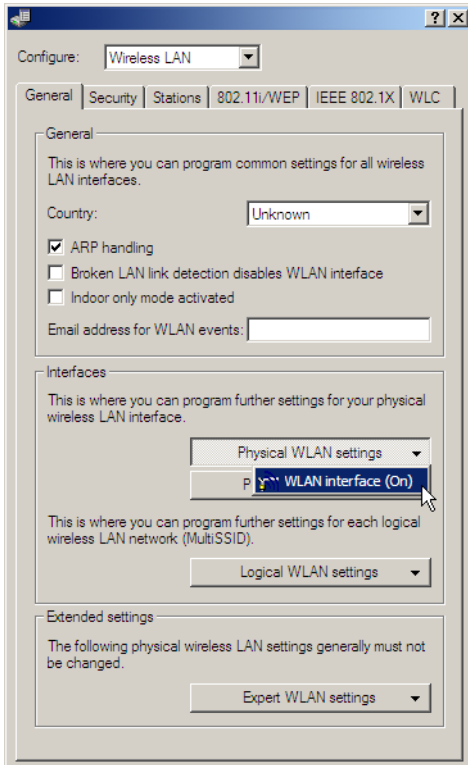 Configure: Wireless LAN
General Security Stations 802.11i/WEP IEEE 802.1X WLC
General
This is where you can program common settings for all wireless
LAN interfaces.
Country: Unknown
ARP handling
Broken LAN link detection disables WLAN interface
Indoor only mode activated
Email address for WLAN events:
Interfaces
This is where you can program further settings for your physical
wireless LAN interface.
Physical WLAN settings
P WLAN interface (On)
This is where you can program further settings for each logical
wireless LAN network (MultiSSID).
Logical WLAN settings
Extended settings
The following physical wireless LAN settings generally must not
be changed.
Expert WLAN settings